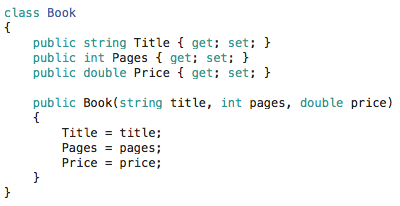 class Book
{
    public string Title { get; set; }
    public int Pages { get; set; }
    public double Price { get; set; }

    public Book(string title, int pages, double price)
    {
        Title = title;
        Pages = pages;
        Price = price;
    }
}